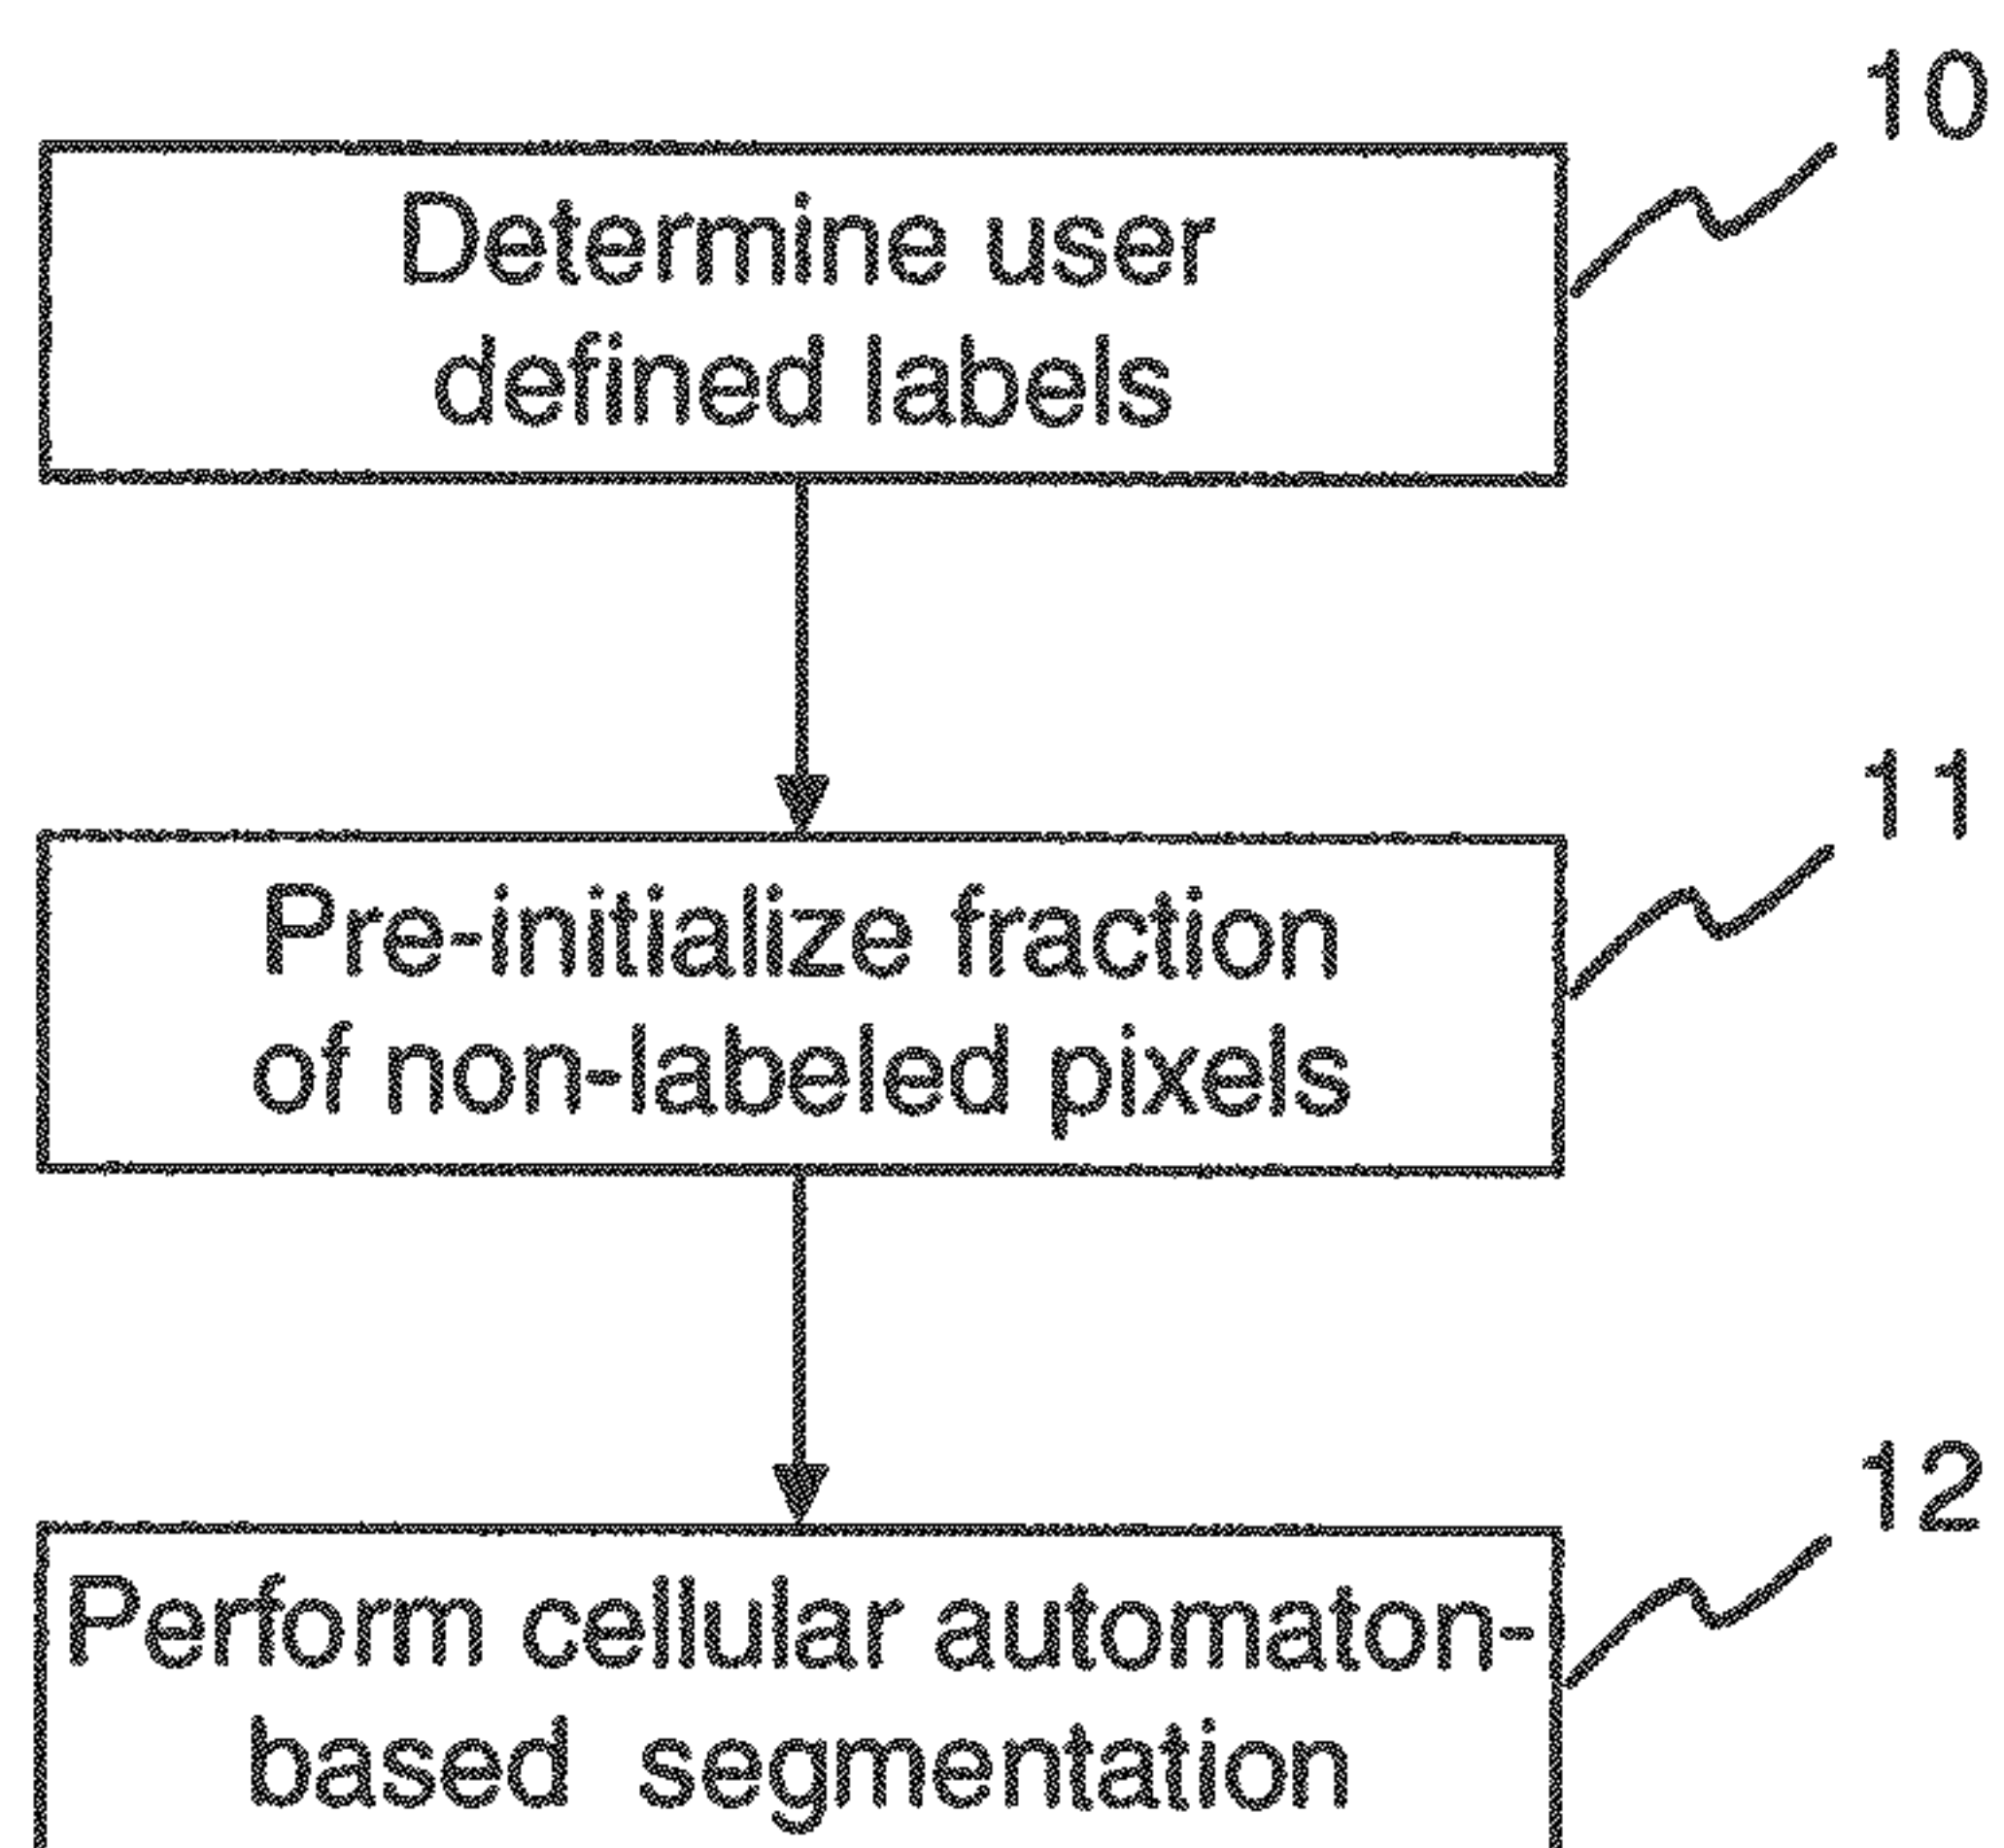 10
Determine user
defined labels
11
Pre-initialize fraction
of non-labeled pixels
12
Perform cellular automaton-
based segmentation